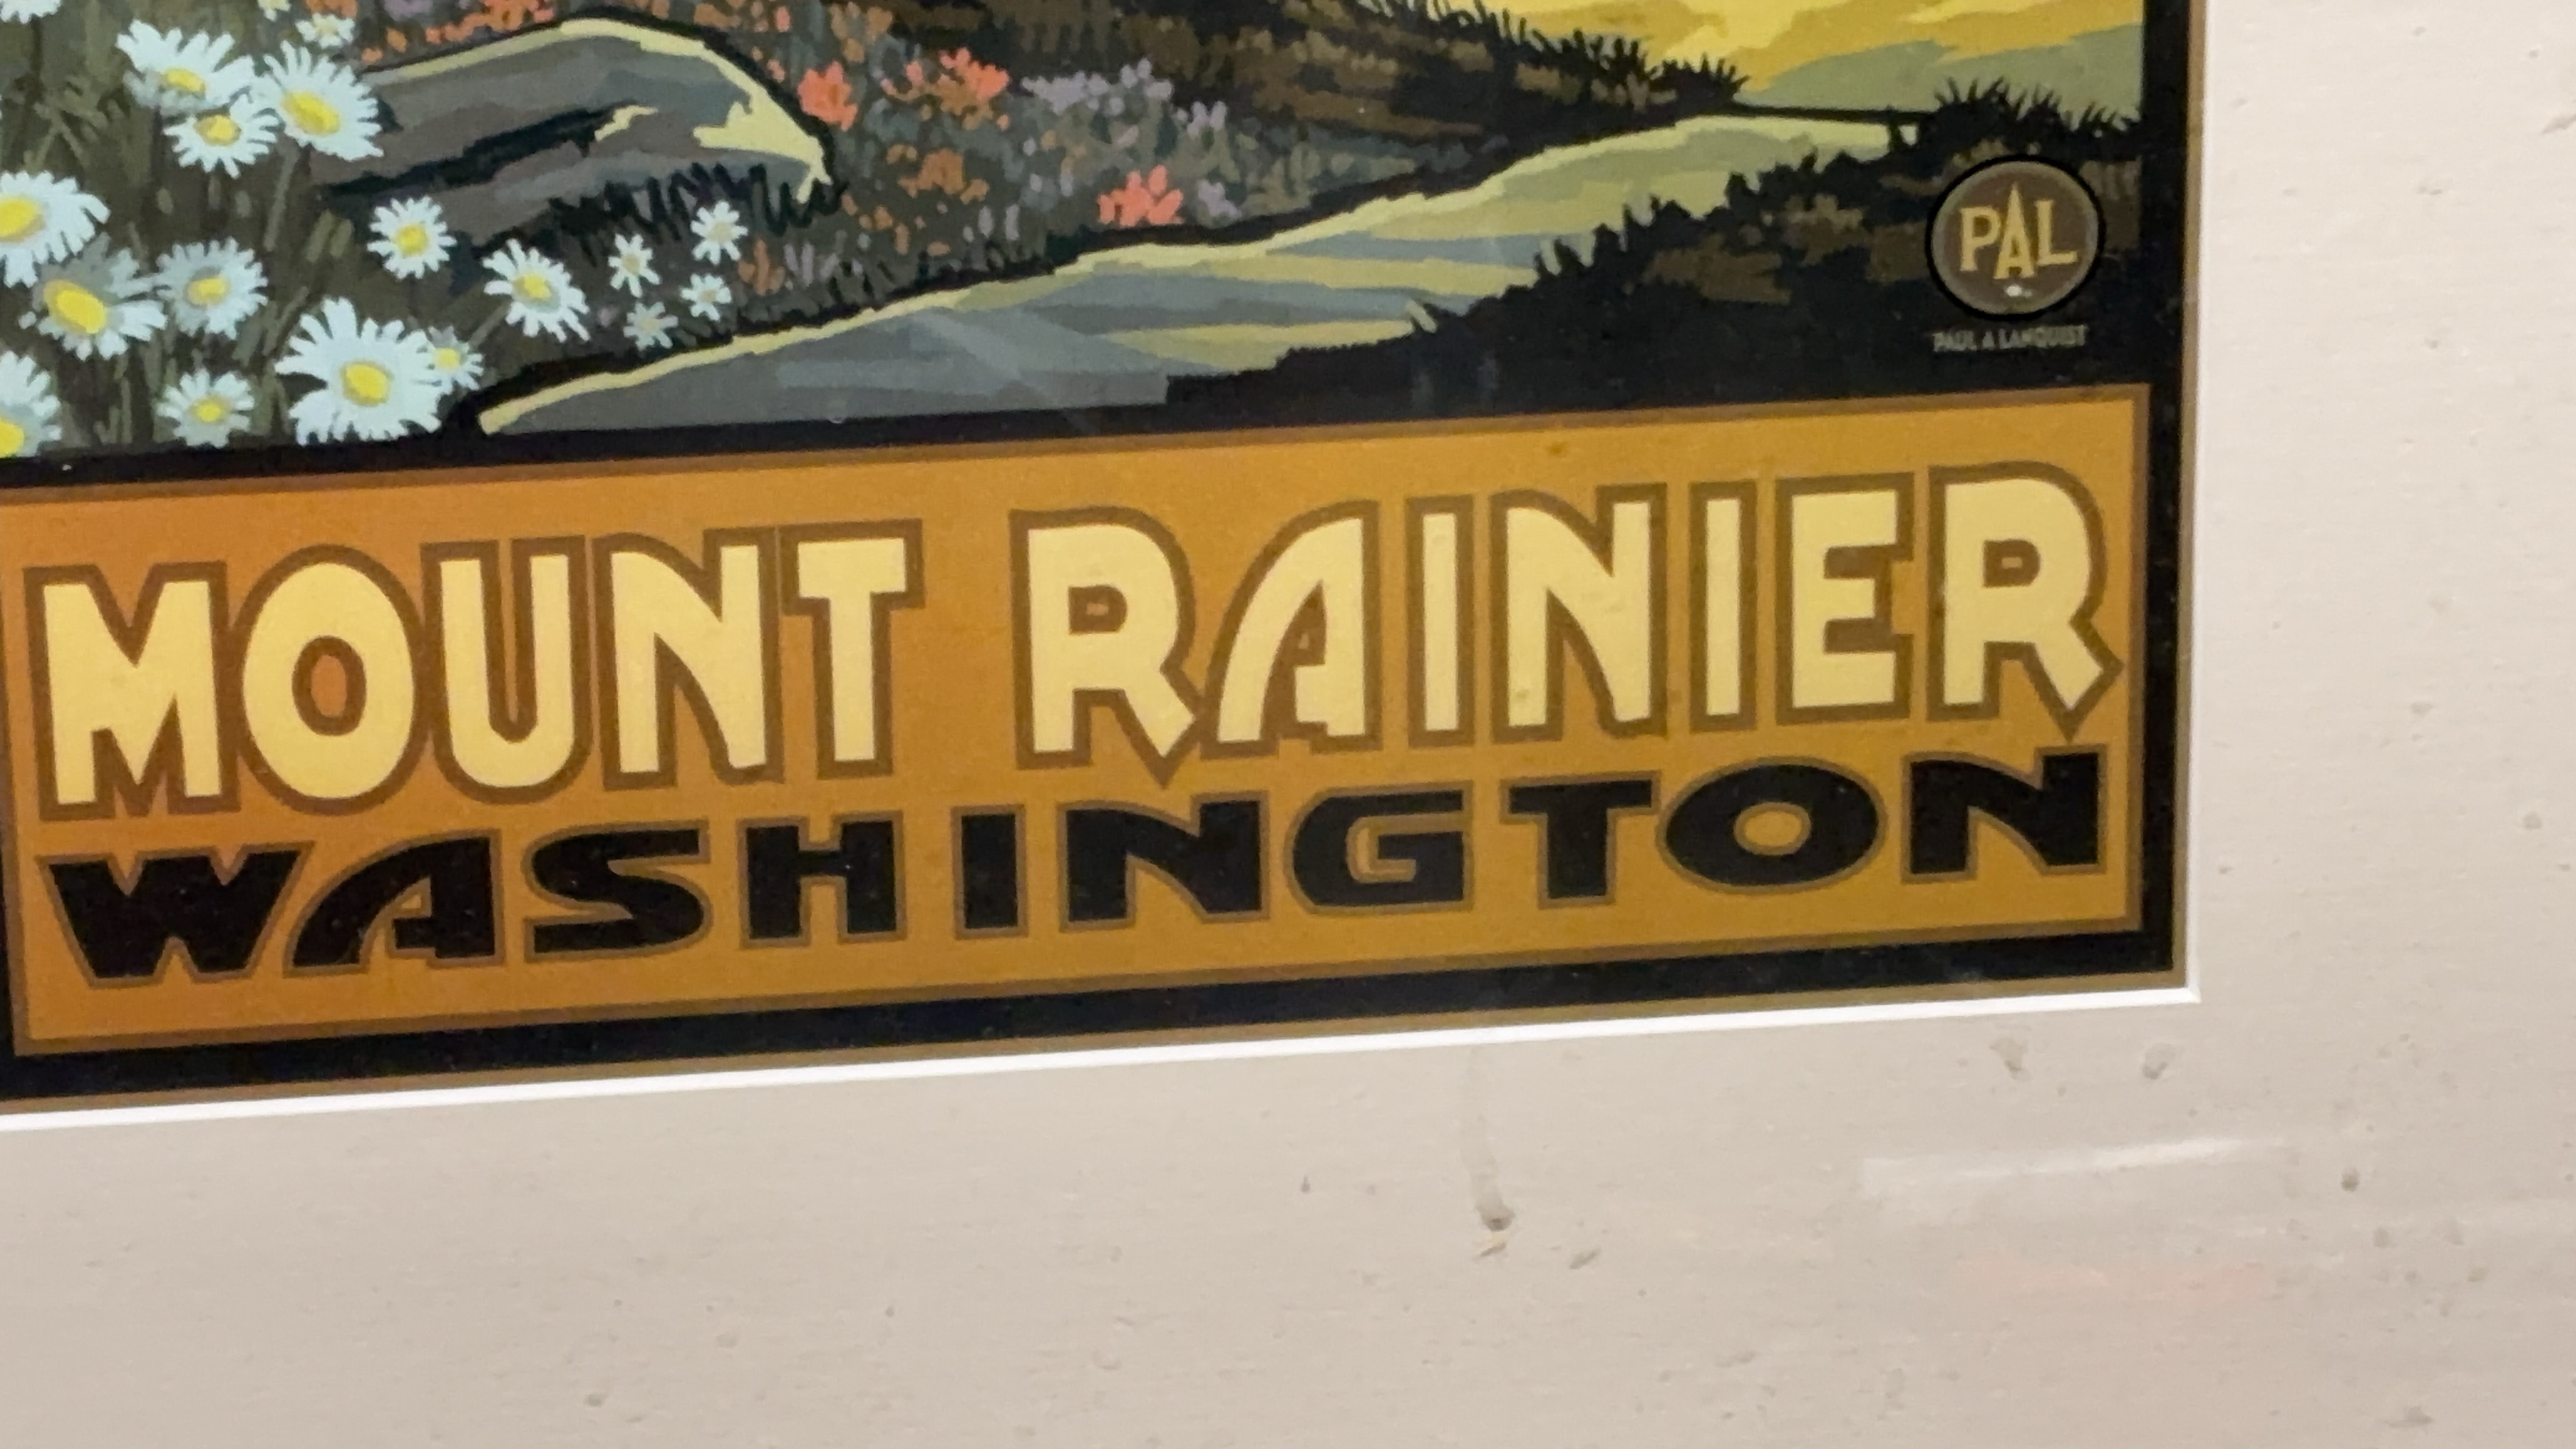 PAL
PAUL A LANQUIST
MOUNT RAINIER
WASHINGTON